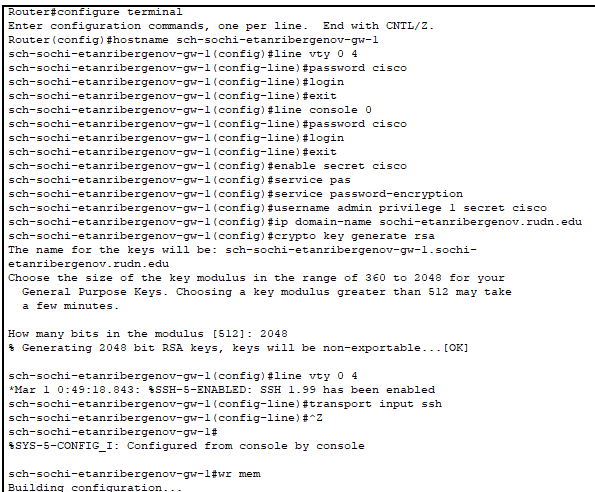 Router#configure terminal
Enter configuration commands, one per line.  End with CNTL/Z.
Router(config)#hostname sch-sochi-etanribergenov-gw-1
sch-sochi-etanribergenov-gw-1(config)#line vty 0 4
sch-sochi-etanribergenov-gw-1(config-line)#password cisco
sch-sochi-etanribergenov-gw-1(config-line)#login
sch-sochi-etanribergenov-gw-1(config-line)#exit
sch-sochi-etanribergenov-gw-1(config)#line console 0
sch-sochi-etanribergenov-gw-1(config-line)#password cisco
sch-sochi-etanribergenov-gw-1(config-line)#login
sch-sochi-etanribergenov-gw-1(config-line)#exit
sch-sochi-etanribergenov-gw-1(config)#enable secret cisco
sch-sochi-etanribergenov-gw-1(config)#service pas
sch-sochi-etanribergenov-gw-1(config)#service password-encryption
sch-sochi-etanribergenov-gw-1(config)#username admin privilege 1 secret cisco
sch-sochi-etanribergenov-gw-1(config)#ip domain-name sochi-etanribergenov.rudn.edu
sch-sochi-etanribergenov-gw-1(config)#crypto key generate rsa
The name for the keys will be: sch-sochi-etanribergenov-gw-1.sochi-
etanribergenov.rudn.edu
Choose the size of the key modulus in the range of 360 to 2048 for your
  General Purpose Keys. Choosing a key modulus greater than 512 may take
  a few minutes.

How many bits in the modulus [512]: 2048
% Generating 2048 bit RSA keys, keys will be non-exportable...[OK]

sch-sochi-etanribergenov-gw-1(config)#line vty 0 4
*Mar 1 0:49:18.843: %SSH-5-ENABLED: SSH 1.99 has been enabled
sch-sochi-etanribergenov-gw-1(config-line)#transport input ssh
sch-sochi-etanribergenov-gw-1(config-line)#^Z
sch-sochi-etanribergenov-gw-1#
%SYS-5-CONFIG_I: Configured from console by console

sch-sochi-etanribergenov-gw-1#wr mem
Building configuration...